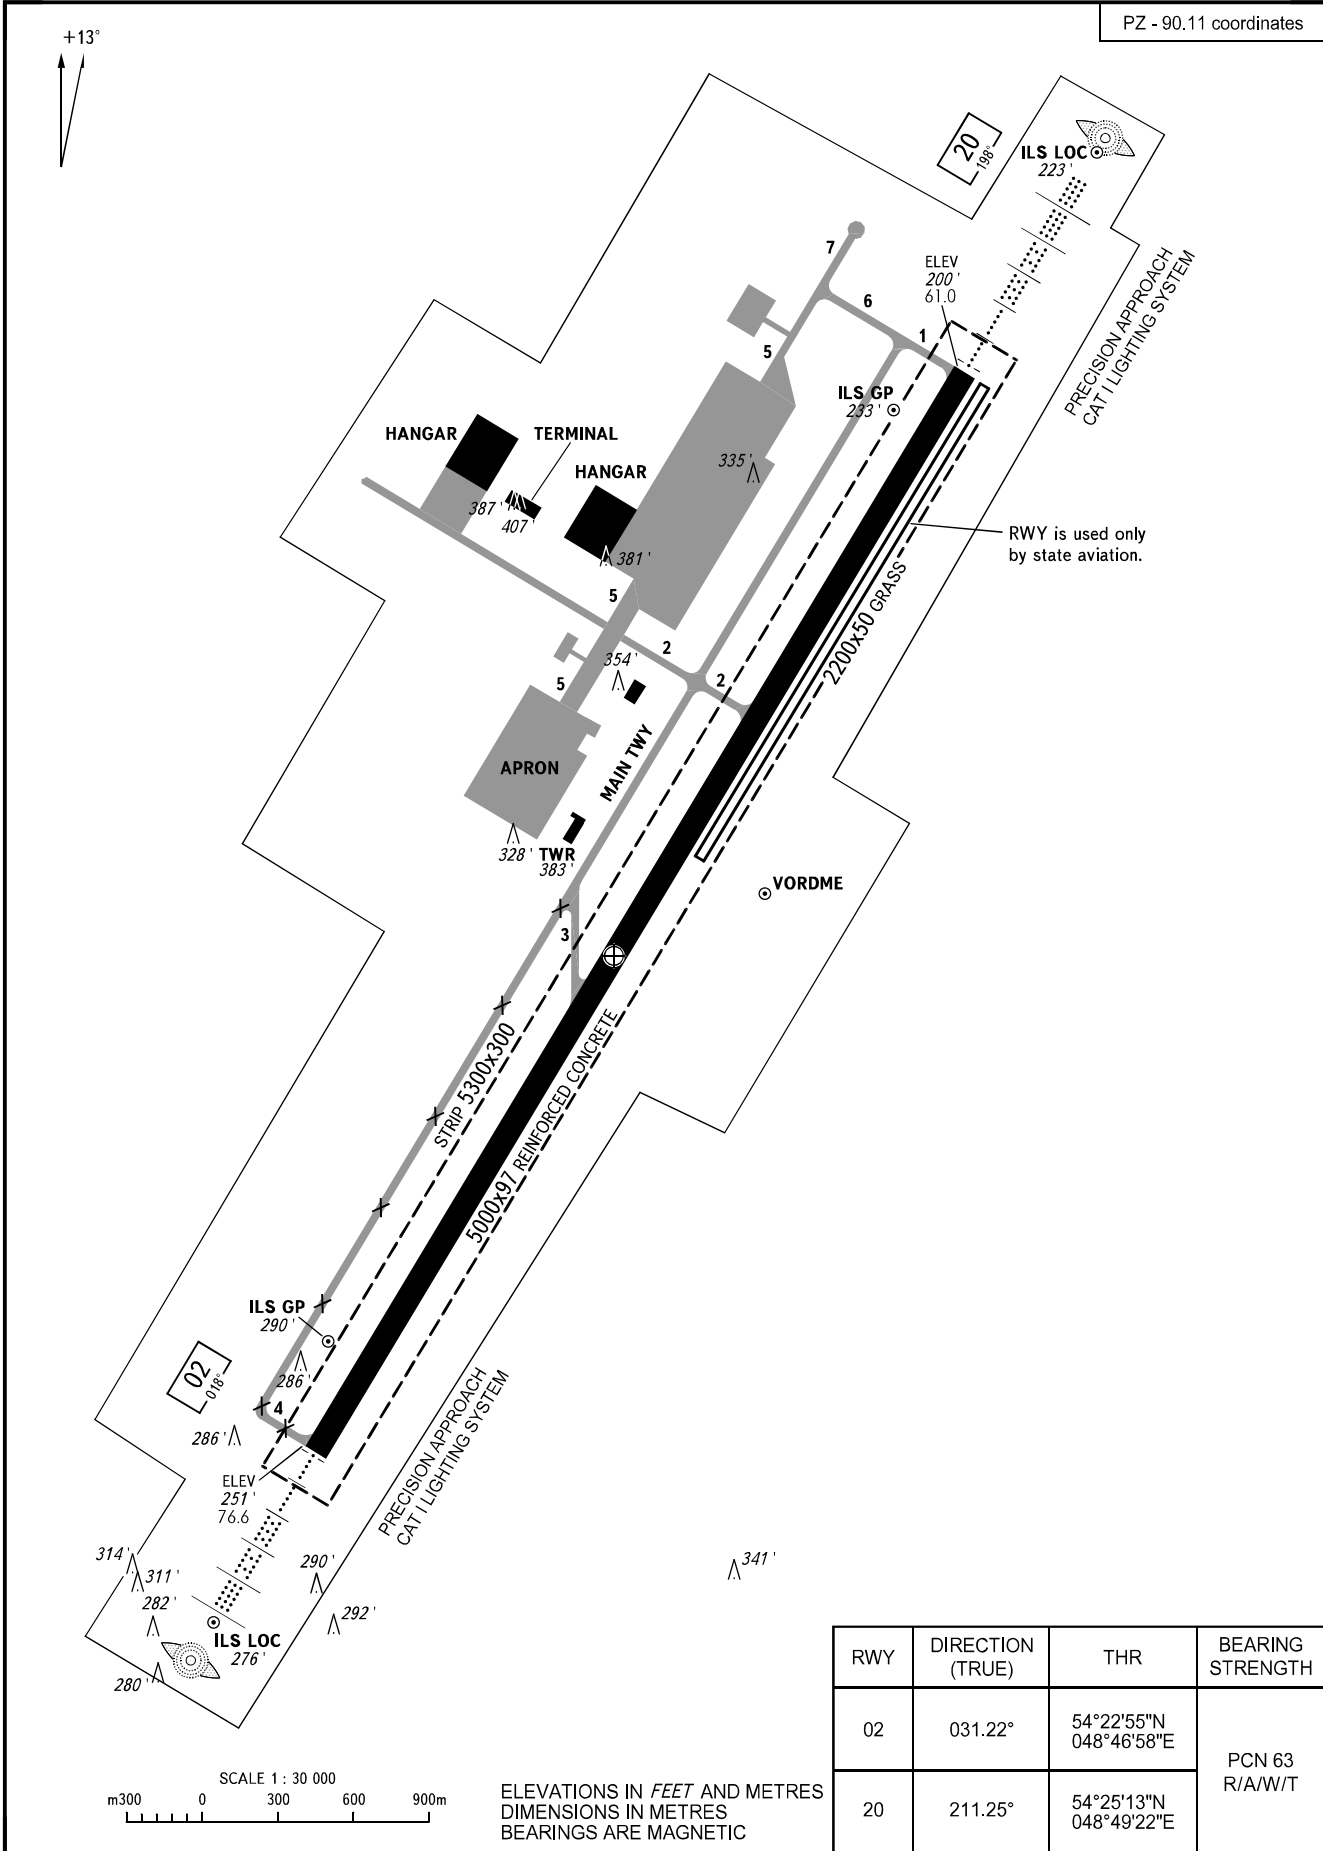 PZ - 90.11 coordinates
+13°
20
198°
ILS LOC
223 '
PRECISION APPROACH
CAT I LIGHTING SYSTEM
7
ELEV
200 '
61.0
6
1
5
ILS GP
233 '
HANGAR
TERMINAL
HANGAR
335 '
387 '
407 '
381 '
RWY is used only
by state aviation.
2200x50 GRASS
5
2
354 '
2
5
MAIN TWY
APRON
328 '
TWR
383 '
VORDME
3
STRIP 5300x300
5000x97 REINFORCED CONCRETE
ILS GP
290 '
286 '
02
018°
4
286 '
ELEV
251 '
76.6
PRECISION APPROACH
CAT I LIGHTING SYSTEM
314 '
311 '
282 '
290 '
292 '
341 '
ILS LOC
276 '
280 '
RWY
DIRECTION
(TRUE)
THR
BEARING
STRENGTH
02
031.22°
54°22'55"N
048°46'58"E
PCN 63
R/A/W/T
20
211.25°
54°25'13"N
048°49'22"E
SCALE 1 : 30 000
m300 0 300 600 900m
ELEVATIONS IN FEET AND METRES
DIMENSIONS IN METRES
BEARINGS ARE MAGNETIC